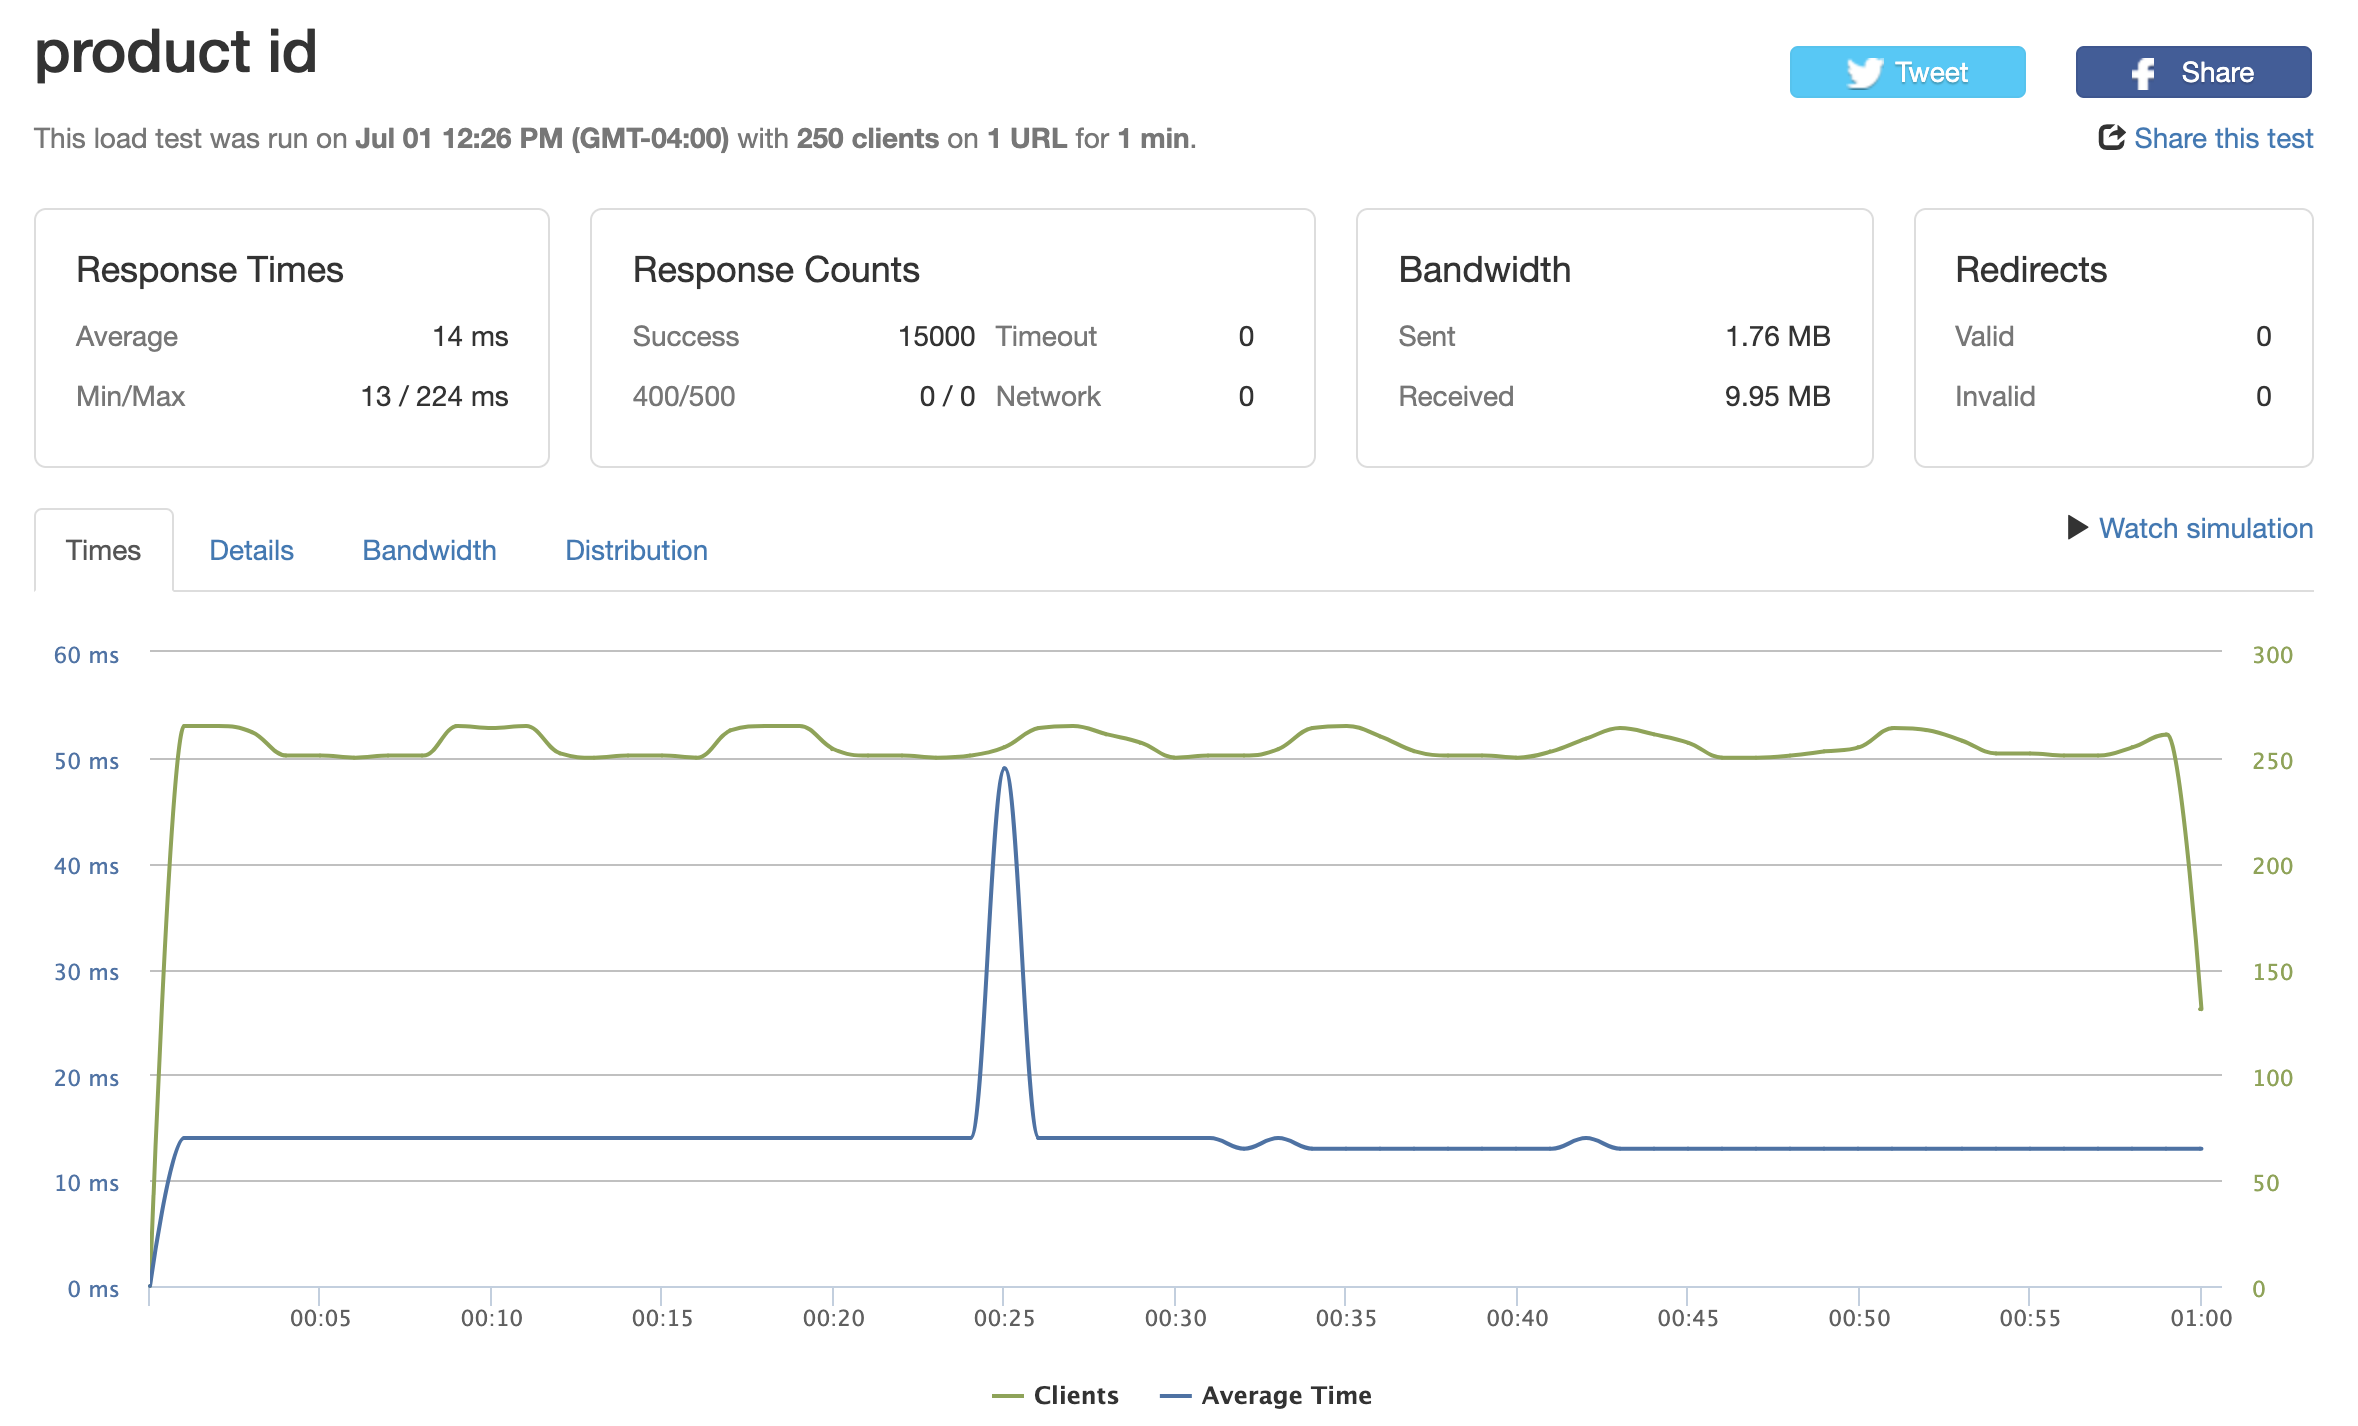 product id
Tweet
Share
This load test was run on Jul 01 12:26 PM (GMT-04:00) with 250 clients on 1 URL for 1 min.
Share this test
Response Times
Average 14 ms
Min/Max 13 / 224 ms
Response Counts
Success 15000 Timeout 0
400/500 0 / 0 Network 0
Bandwidth
Sent 1.76 MB
Received 9.95 MB
Redirects
Valid 0
Invalid 0
Times Details Bandwidth Distribution
Watch simulation
60 ms 300
50 ms 250
40 ms 200
30 ms 150
20 ms 100
10 ms 50
0 ms 0
00:05 00:10 00:15 00:20 00:25 00:30 00:35 00:40 00:45 00:50 00:55 01:00
Clients Average Time